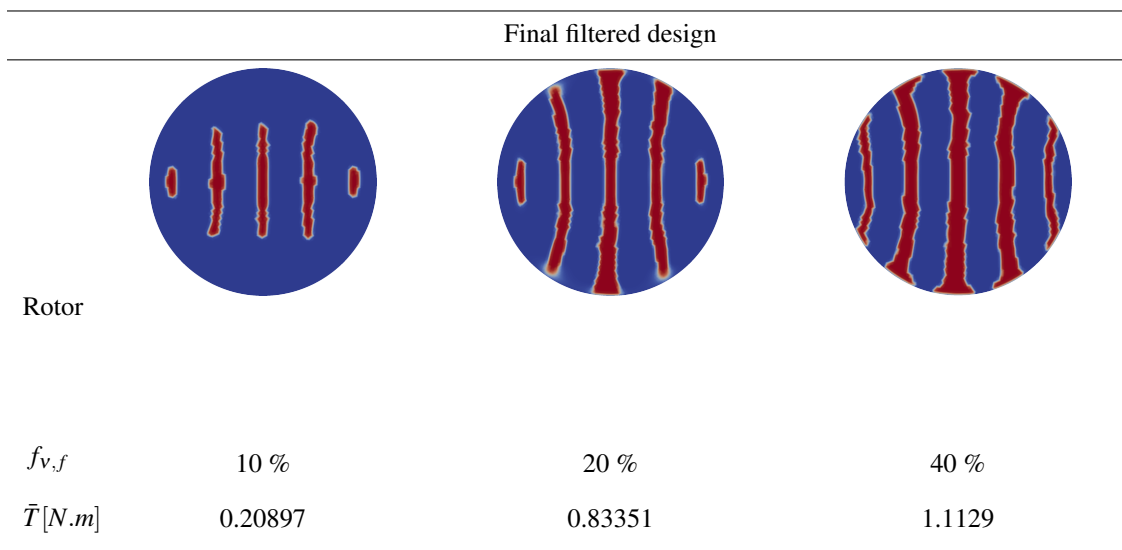 Final filtered design
Rotor
f_{v,f} 10 % 20 % 40 %
T̄[N.m] 0.20897 0.83351 1.1129